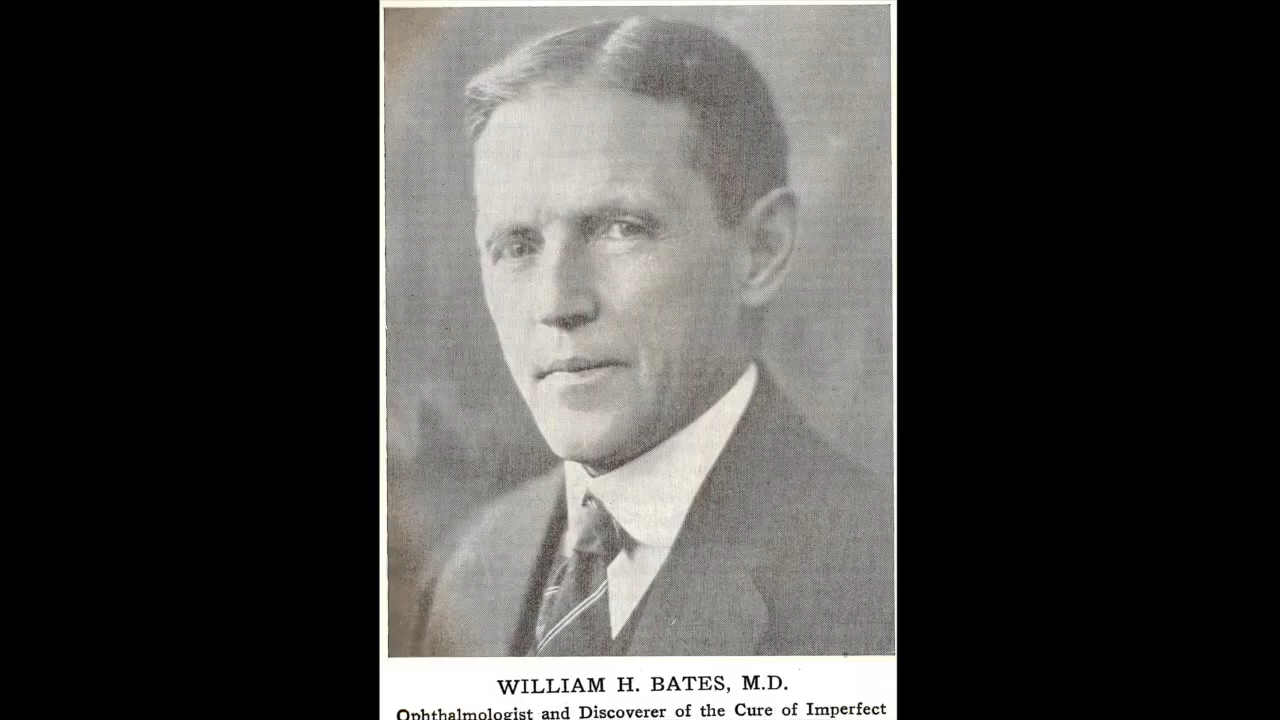 WILLIAM H. BATES, M.D.
Ophthalmologist and Discoverer of the Cure of Imperfect